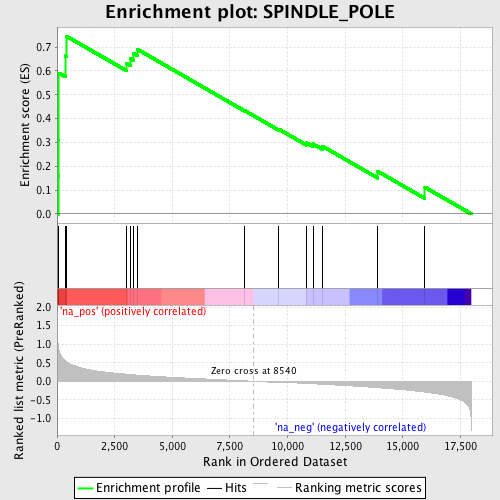 Enrichment plot: SPINDLE_POLE
Enrichment score (ES)
0.7
0.6
0.5
0.4
0.3
0.2
0.1
0.0
'na_pos' (positively correlated)
Ranked list metric (PreRanked)
2.0
1.5
1.0
0.5
0.0
-0.5
-1.0
Zero cross at 8540
'na_neg' (negatively correlated)
0 2,500 5,000 7,500 10,000 12,500 15,000 17,500
Rank in Ordered Dataset
Enrichment profile Hits Ranking metric scores